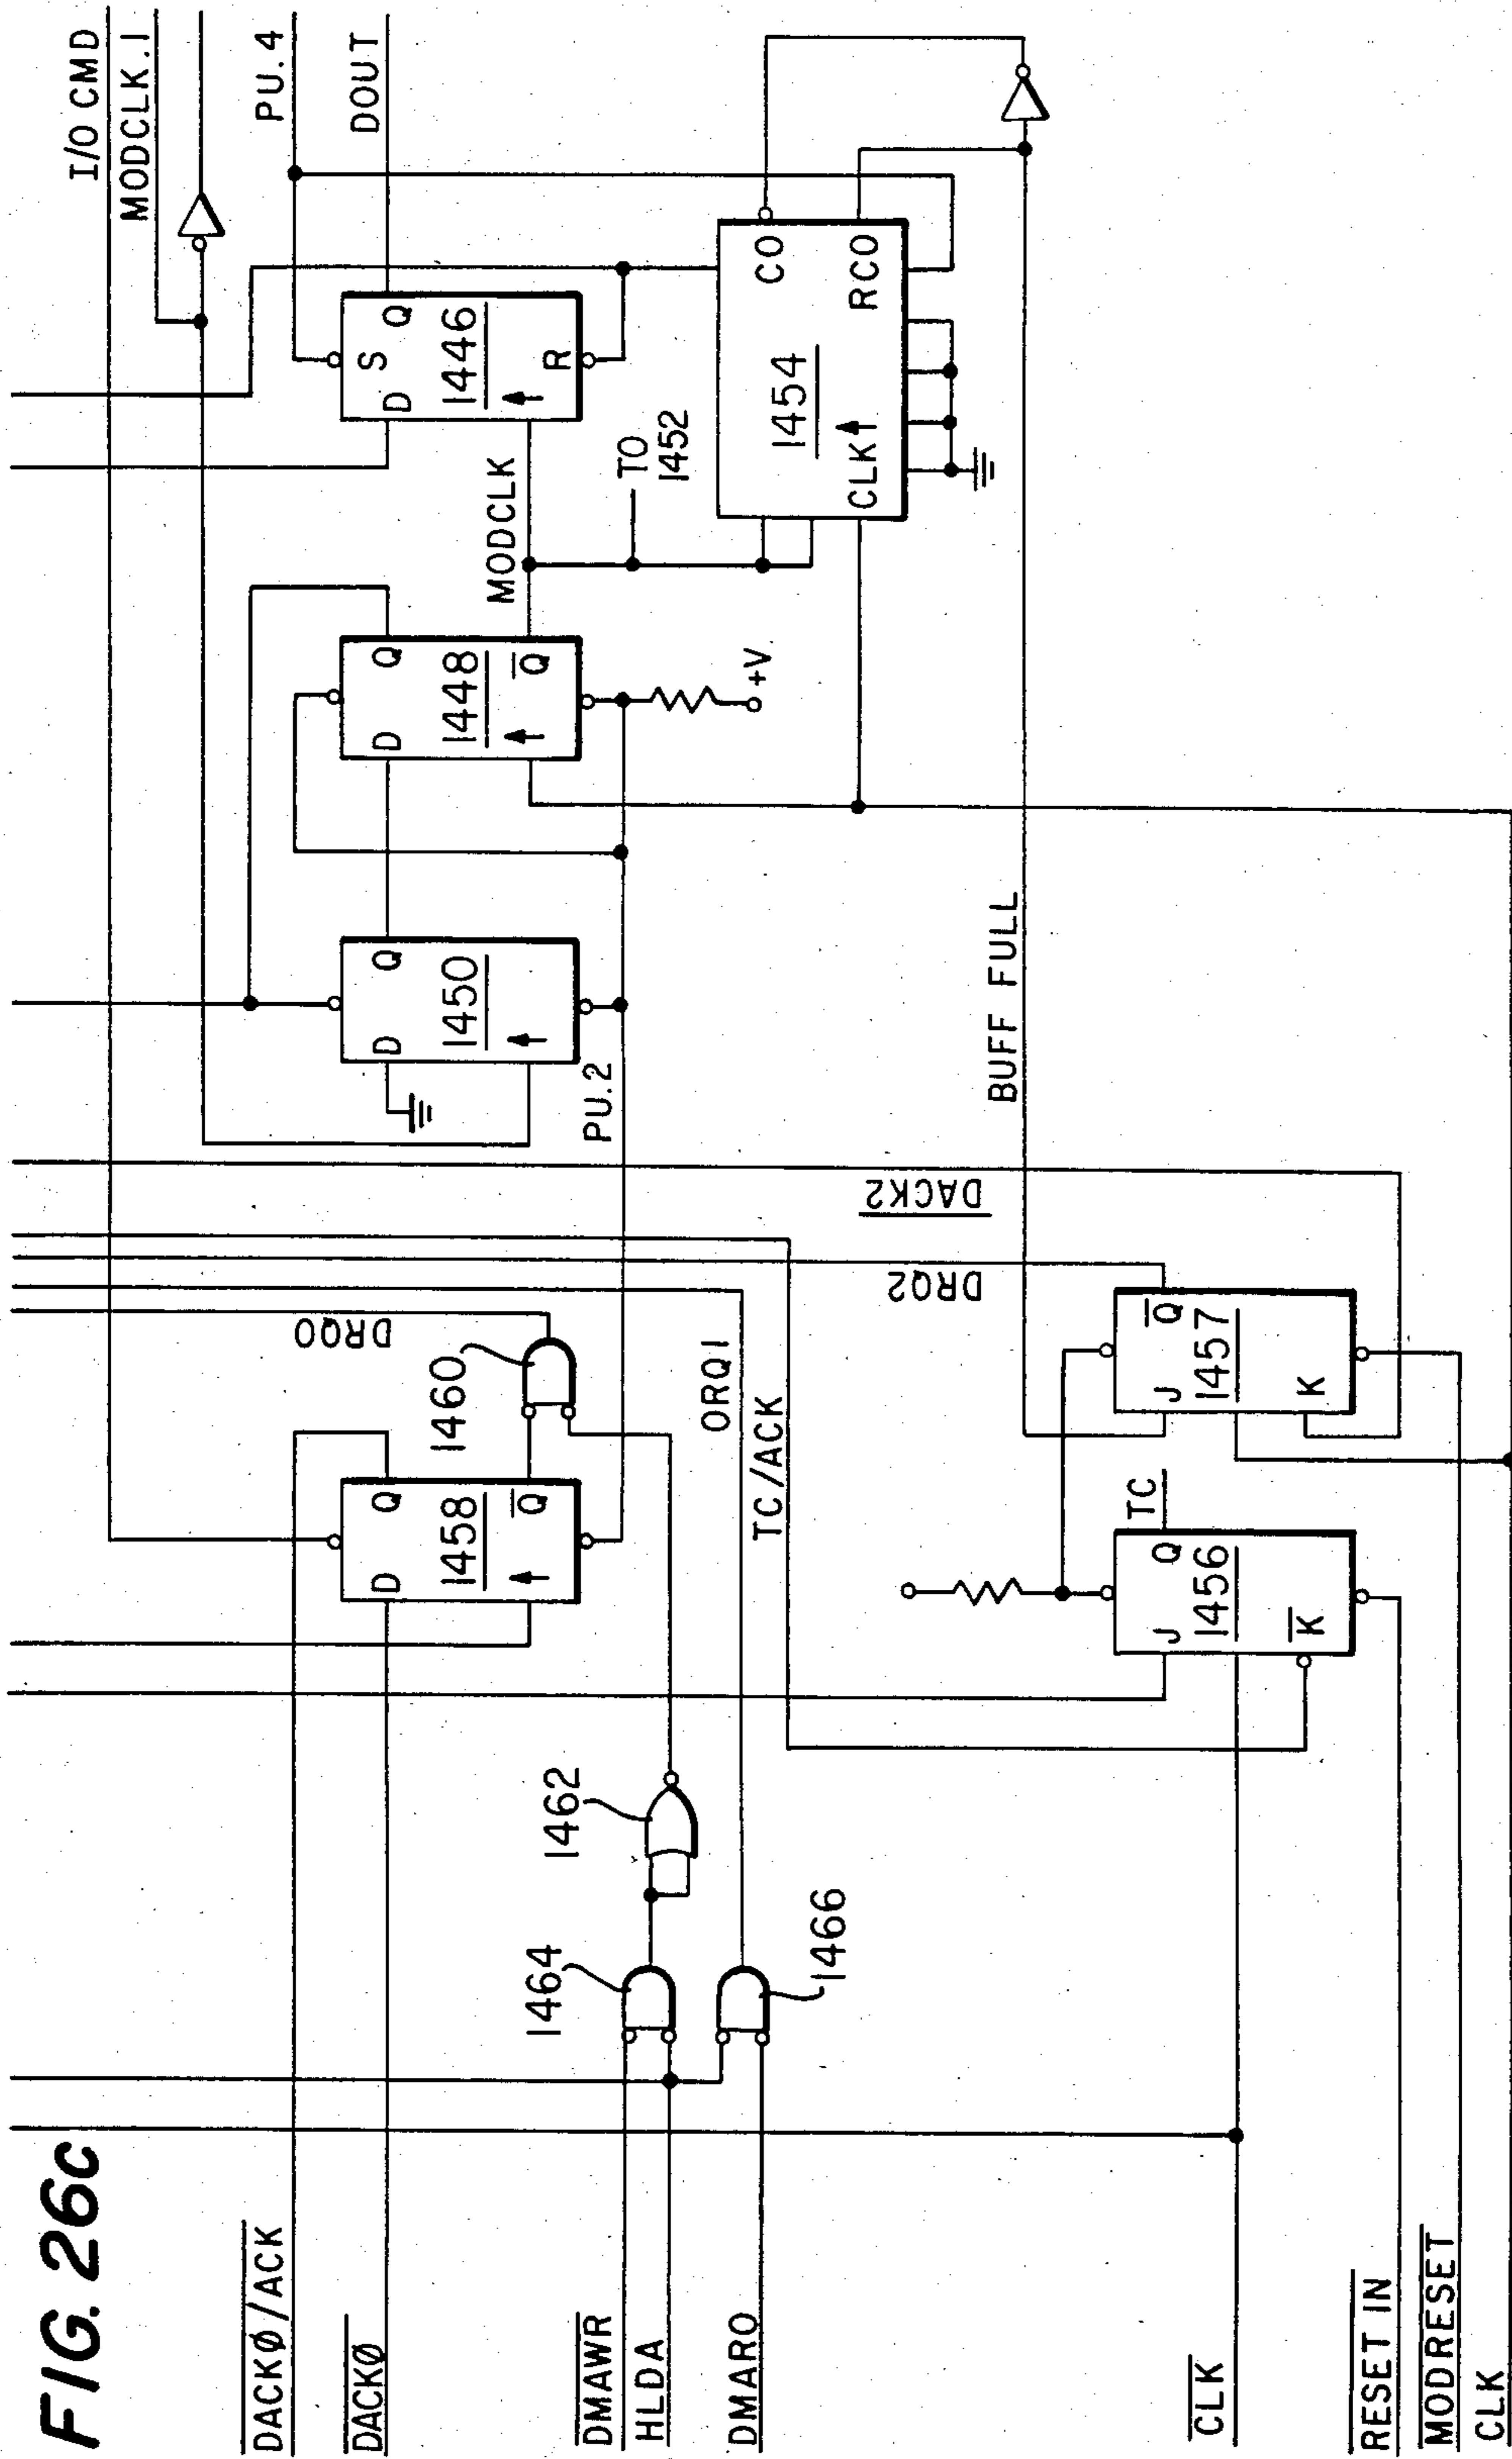 FIG. 26c
DACKØ/ACK
DACKØ
DMAWR
HLDA
DMARO
CLK
RESET IN
MODRESET
CLK
1464
1466
1462
D Q
1458
Q
1460
DRQ0
ORQ1
TC/ACK
DRQ2
DACK2
J Q
1456
K
TC
J Q
1457
K
BUFF FULL
PU.2
D Q
1450
D Q
1448
Q
+V
MODCLK
TO
1452
S
D Q
1446
R
CO
1454
CLK1
RCO
I/O CMD
MODCLK.1
PU.4
DOUT